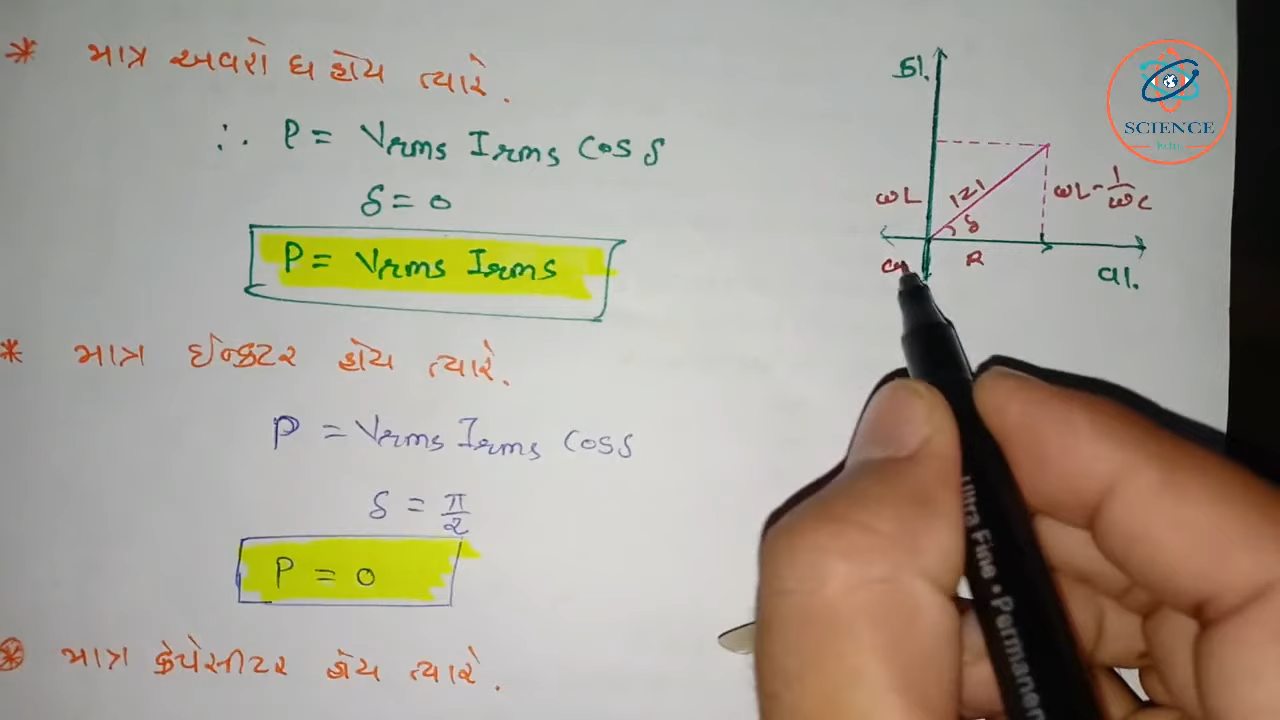 * માત્ર અવરોધ હોય ત્યારે.
∴ P = Vrms Irms Cos δ
δ = 0
P = Vrms Irms
* માત્ર ઈન્ડક્ટર હોય ત્યારે.
P = Vrms Irms Cos δ
δ = π/2
P = 0
* માત્ર કેપેસીટર હોય ત્યારે.
કા.
ωL
|Z|
δ
ωL - 1/ωC
R
વા.
SCIENCE